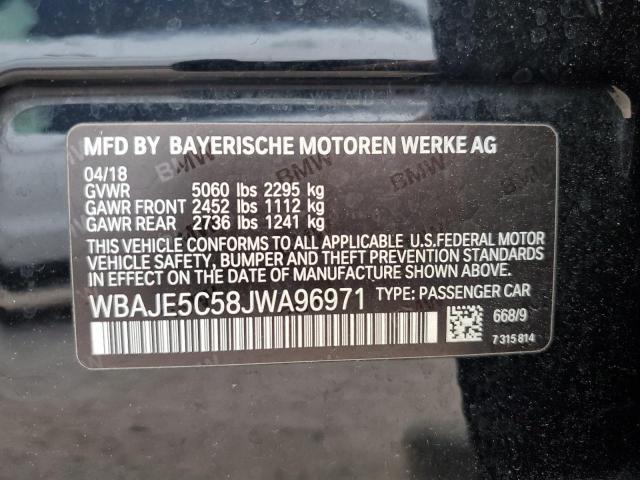 MFD BY BAYERISCHE MOTOREN WERKE AG
04/18
GVWR 5060 lbs 2295 kg
GAWR FRONT 2452 lbs 1112 kg
GAWR REAR 2736 lbs 1241 kg
THIS VEHICLE CONFORMS TO ALL APPLICABLE U.S.FEDERAL MOTOR
VEHICLE SAFETY, BUMPER AND THEFT PREVENTION STANDARDS
IN EFFECT ON THE DATE OF MANUFACTURE SHOWN ABOVE.
WBAJE5C58JWA96971 TYPE: PASSENGER CAR
668/9
7 315 814